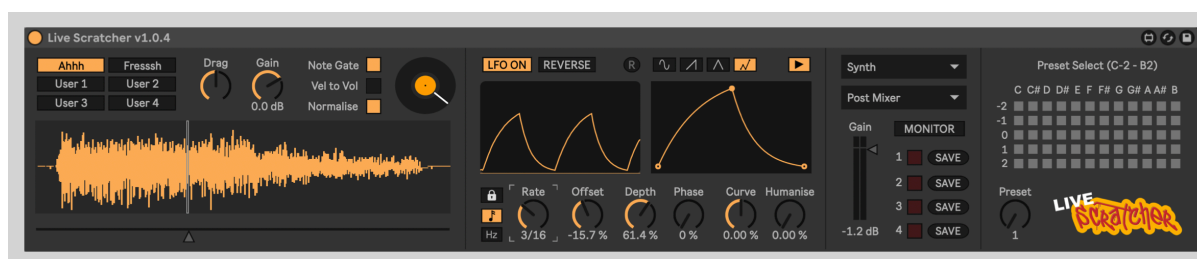 Live Scratcher v1.0.4
Ahhh Fresssh
User 1 User 2
User 3 User 4
Drag Gain
0.0 dB
Note Gate
Vel to Vol
Normalise
LFO ON REVERSE R
Hz
Rate Offset Depth Phase Curve Humanise
3/16 -15.7 % 61.4 % 0 % 0.00 % 0.00 %
Synth
Post Mixer
Gain MONITOR
1 SAVE
2 SAVE
3 SAVE
4 SAVE
-1.2 dB
Preset Select (C-2 - B2)
C C# D D# E F F# G G# A A# B
-2
-1
0
1
2
Preset
1
LIVE
SCRATCHER